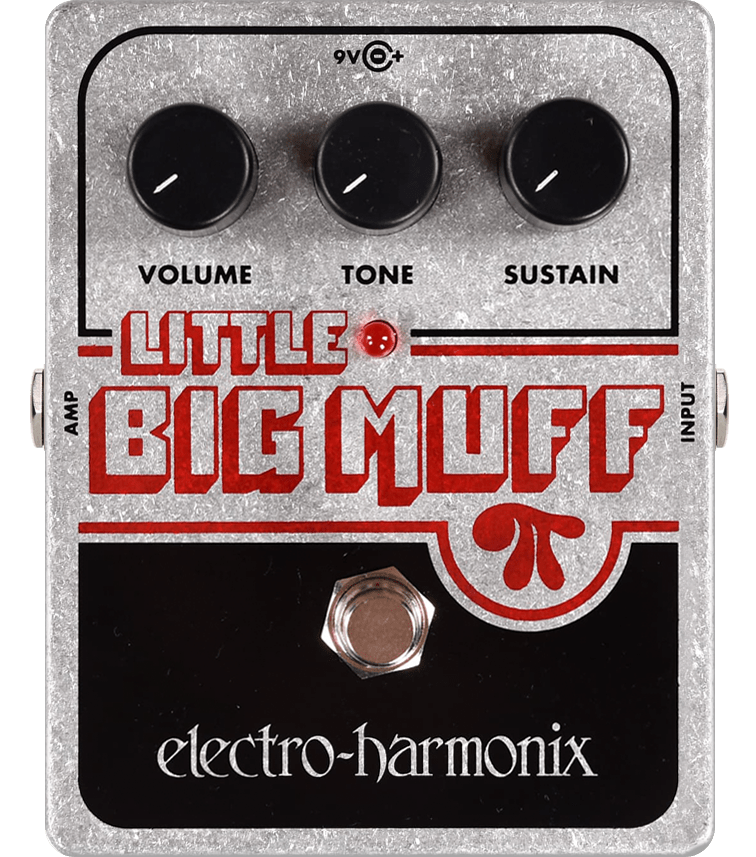 9V +
VOLUME TONE SUSTAIN
LITTLE
BIG MUFF
π
AMP
INPUT
electro-harmonix